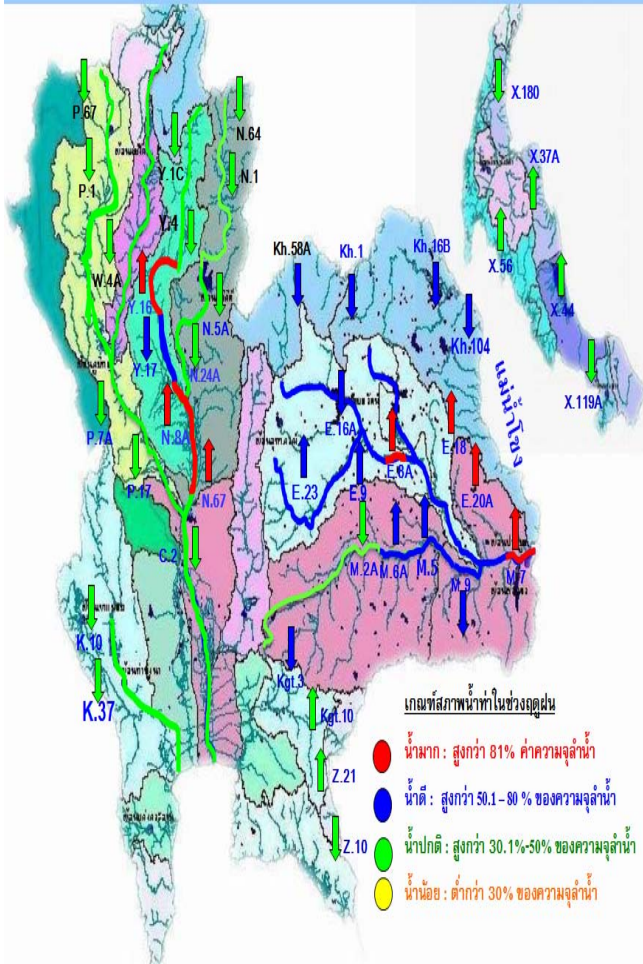 P.67
N.64
X.180
Y.1C
N.1
P.1
X.37A
Y.4
Kh.58A
Kh.1
Kh.16B
W.4A
X.56
Y.16
N.5A
X.44
Kh.104
Y.17
แม่น้ำโขง
N.24A
X.119A
P.7A
N.8A
E.16A
E.8A
E.18
P.17
N.67
E.23
E.9
E.20A
C.2
M.2A
M.6A
M.5
M.9
M.7
K.10
Kgt.3
K.37
Kgt.10
Z.21
Z.10
เกณฑ์สภาพน้ำท่าในช่วงฤดูฝน
น้ำมาก : สูงกว่า 81% ค่าความจุลำน้ำ
น้ำดี : สูงกว่า 50.1 – 80 % ของความจุลำน้ำ
น้ำปกติ : สูงกว่า 30.1%-50% ของความจุลำน้ำ
น้ำน้อย : ต่ำกว่า 30% ของความจุลำน้ำ